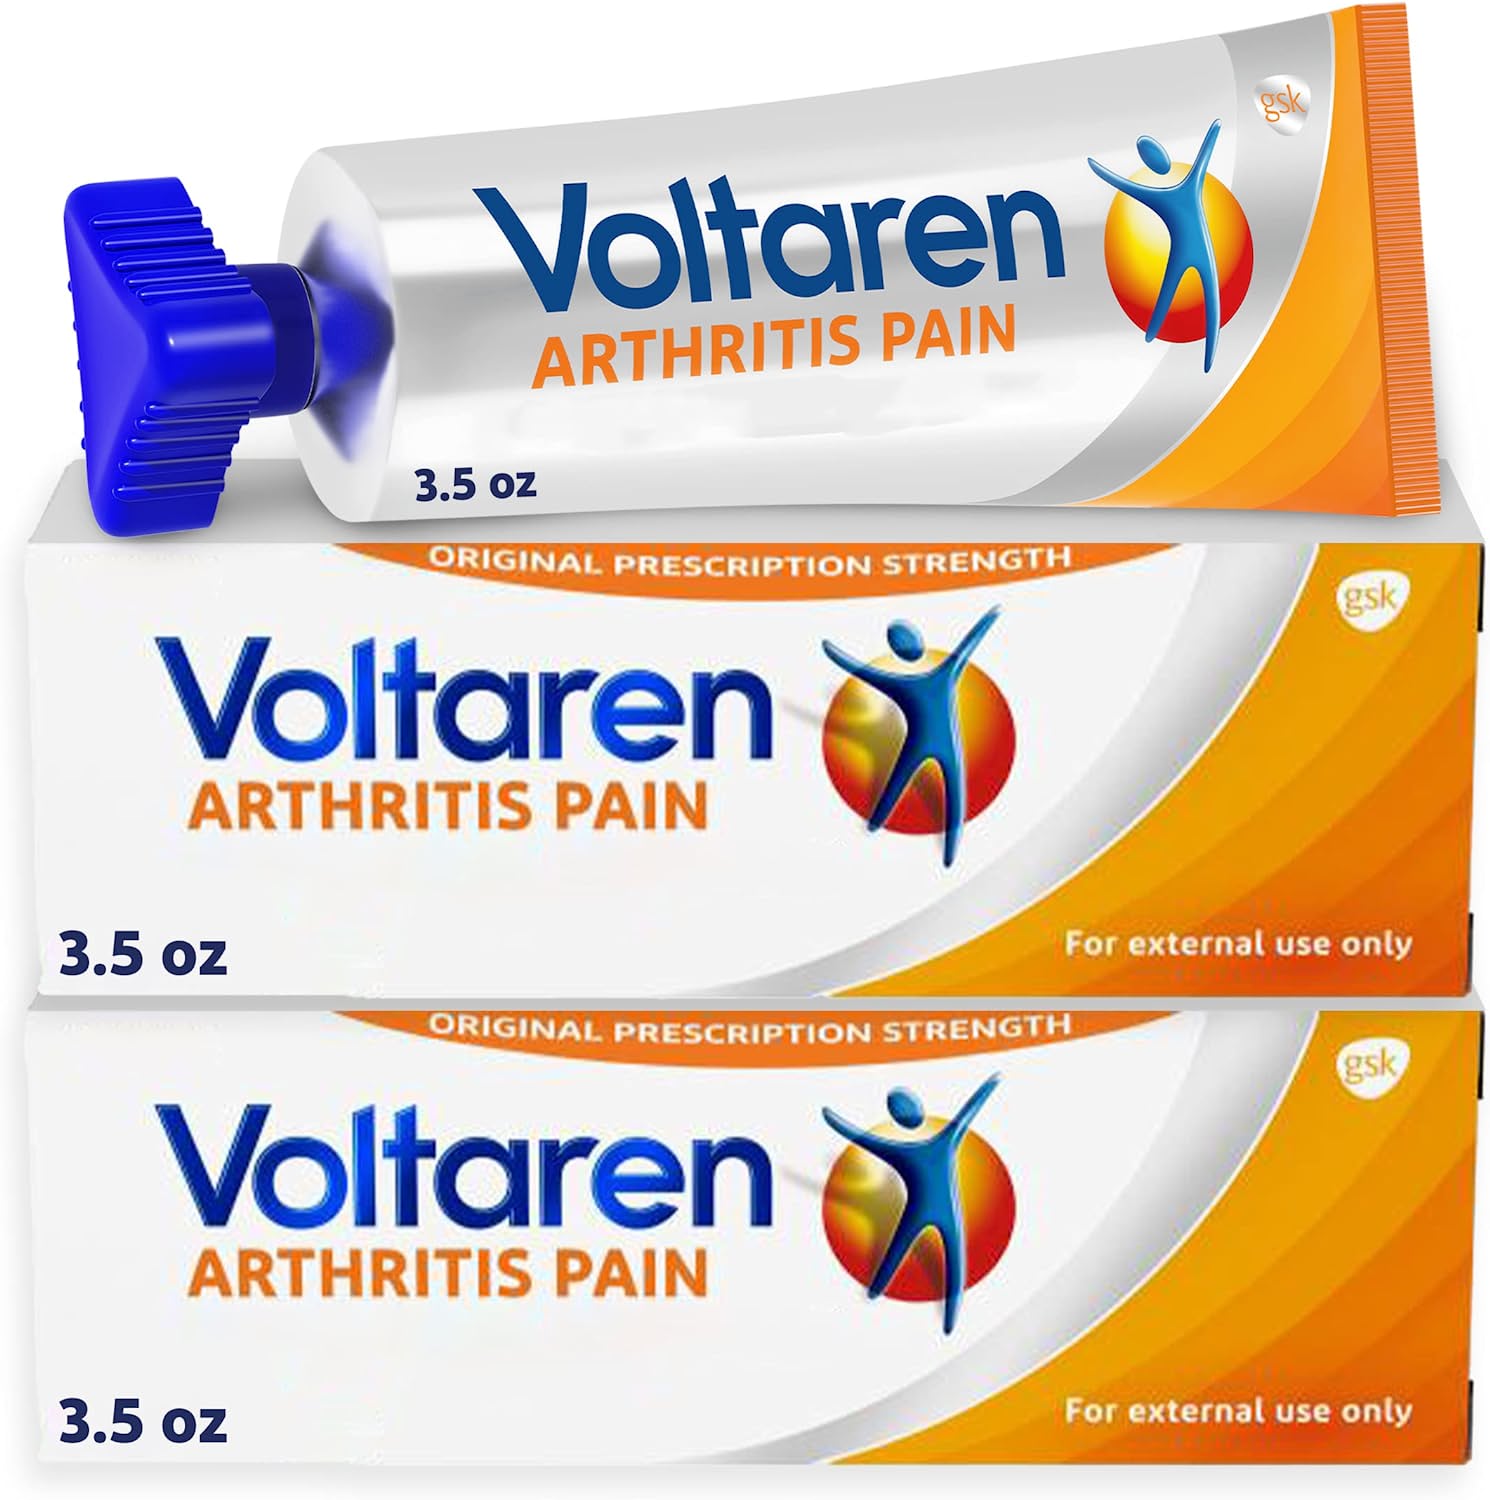 gsk
Voltaren
ARTHRITIS PAIN
3.5 oz
ORIGINAL PRESCRIPTION STRENGTH
gsk
Voltaren
ARTHRITIS PAIN
3.5 oz
For external use only
ORIGINAL PRESCRIPTION STRENGTH
gsk
Voltaren
ARTHRITIS PAIN
3.5 oz
For external use only